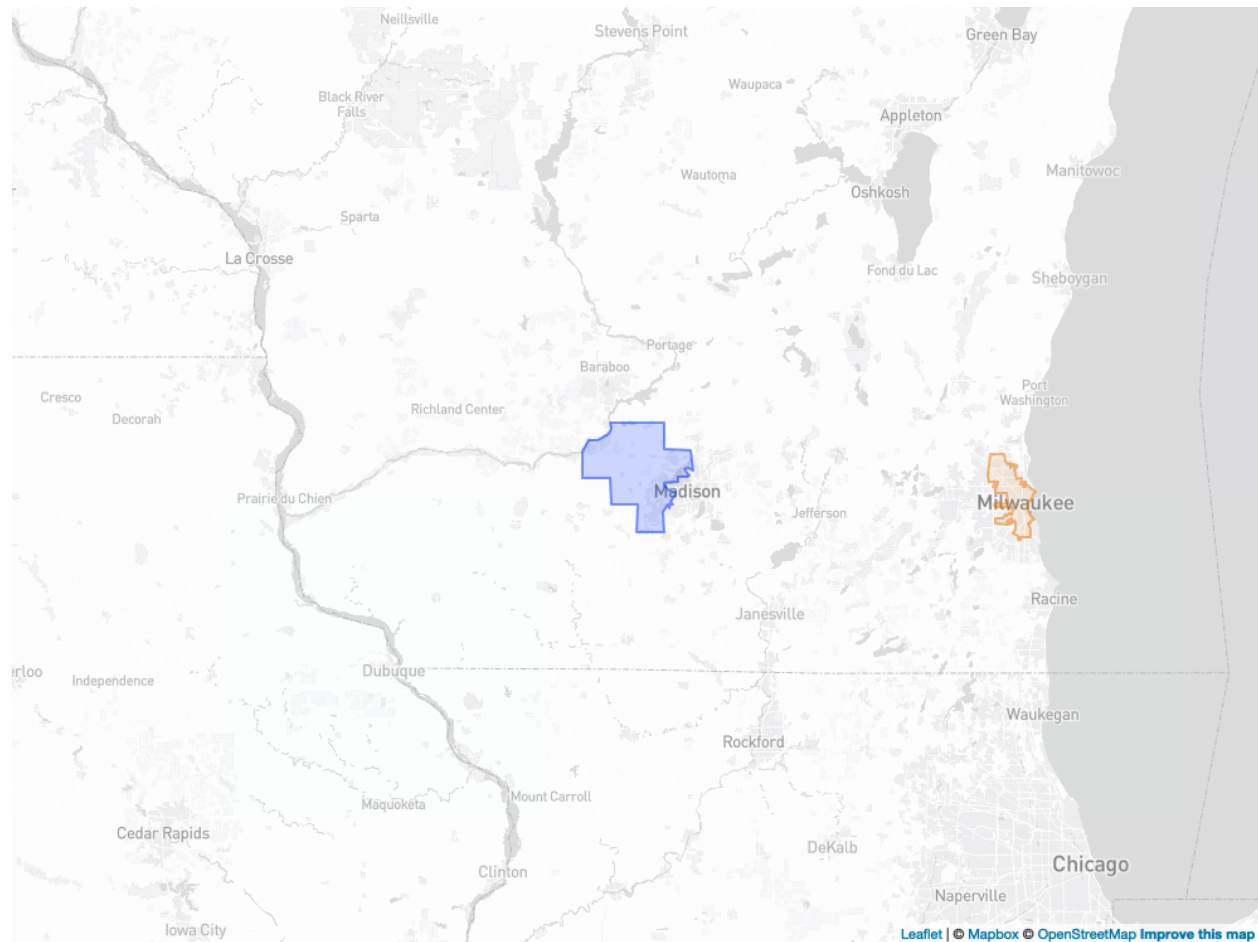 Neillsville
Stevens Point
Green Bay
Waupaca
Black River
Falls
Appleton
Manitowoc
Wautoma
Oshkosh
Sparta
La Crosse
Fond du Lac
Sheboygan
Portage
Baraboo
Port
Washington
Cresco
Richland Center
Decorah
Madison
Prairie du Chien
Milwaukee
Jefferson
Racine
Janesville
Dubuque
erloo
Independence
Waukegan
Rockford
Mount Carroll
Maquoketa
Cedar Rapids
DeKalb
Chicago
Clinton
Naperville
Iowa City
Leaflet | © Mapbox © OpenStreetMap Improve this map